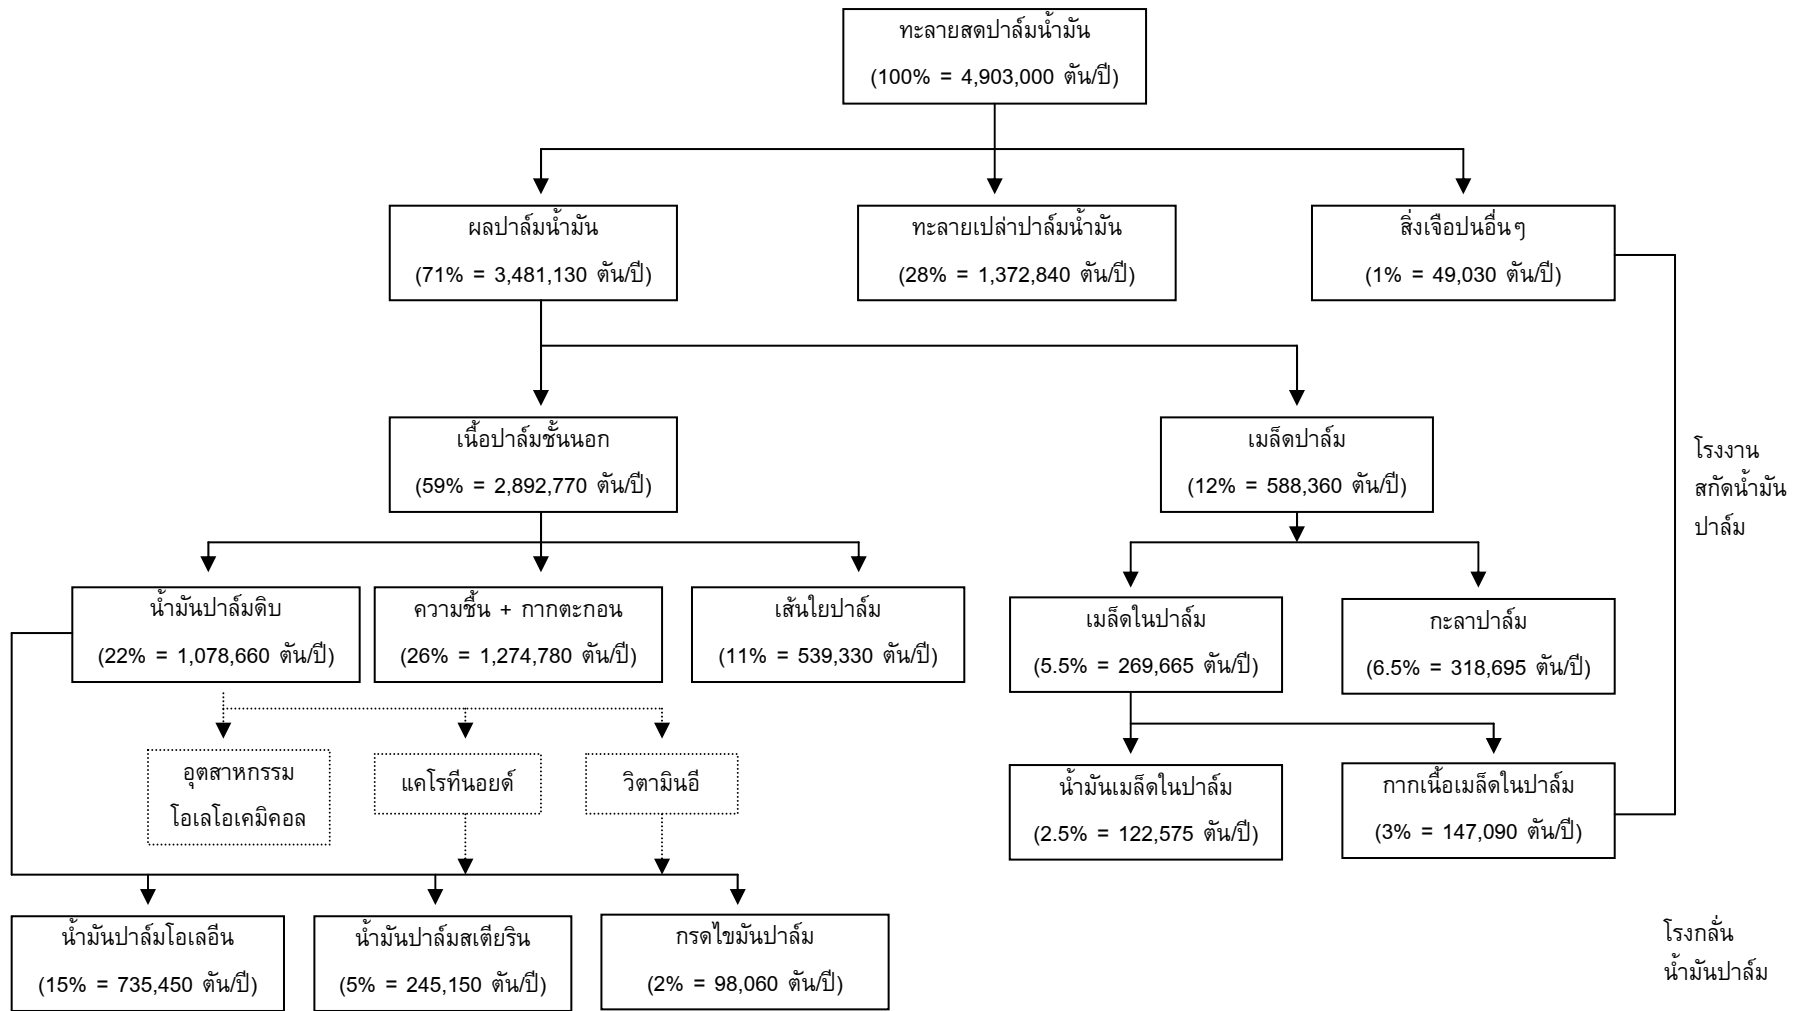 ทะลายสดปาล์มน้ำมัน
(100% = 4,903,000 ตัน/ปี)
ผลปาล์มน้ำมัน
(71% = 3,481,130 ตัน/ปี)
ทะลายเปล่าปาล์มน้ำมัน
(28% = 1,372,840 ตัน/ปี)
สิ่งเจือปนอื่นๆ
(1% = 49,030 ตัน/ปี)
เนื้อปาล์มชั้นนอก
(59% = 2,892,770 ตัน/ปี)
เมล็ดปาล์ม
(12% = 588,360 ตัน/ปี)
โรงงาน
สกัดน้ำมัน
ปาล์ม
น้ำมันปาล์มดิบ
(22% = 1,078,660 ตัน/ปี)
ความชื้น + กากตะกอน
(26% = 1,274,780 ตัน/ปี)
เส้นใยปาล์ม
(11% = 539,330 ตัน/ปี)
เมล็ดในปาล์ม
(5.5% = 269,665 ตัน/ปี)
กะลาปาล์ม
(6.5% = 318,695 ตัน/ปี)
อุตสาหกรรม
โอเลโอเคมิคอล
แคโรทีนอยด์
วิตามินอี
น้ำมันเมล็ดในปาล์ม
(2.5% = 122,575 ตัน/ปี)
กากเนื้อเมล็ดในปาล์ม
(3% = 147,090 ตัน/ปี)
น้ำมันปาล์มโอเลอีน
(15% = 735,450 ตัน/ปี)
น้ำมันปาล์มสเตียริน
(5% = 245,150 ตัน/ปี)
กรดไขมันปาล์ม
(2% = 98,060 ตัน/ปี)
โรงกลั่น
น้ำมันปาล์ม